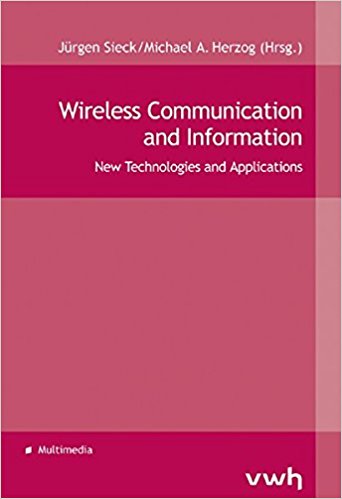 Jürgen Sieck/Michael A. Herzog (Hrsg.)
Wireless Communication
and Information
New Technologies and Applications
Multimedia
vwh